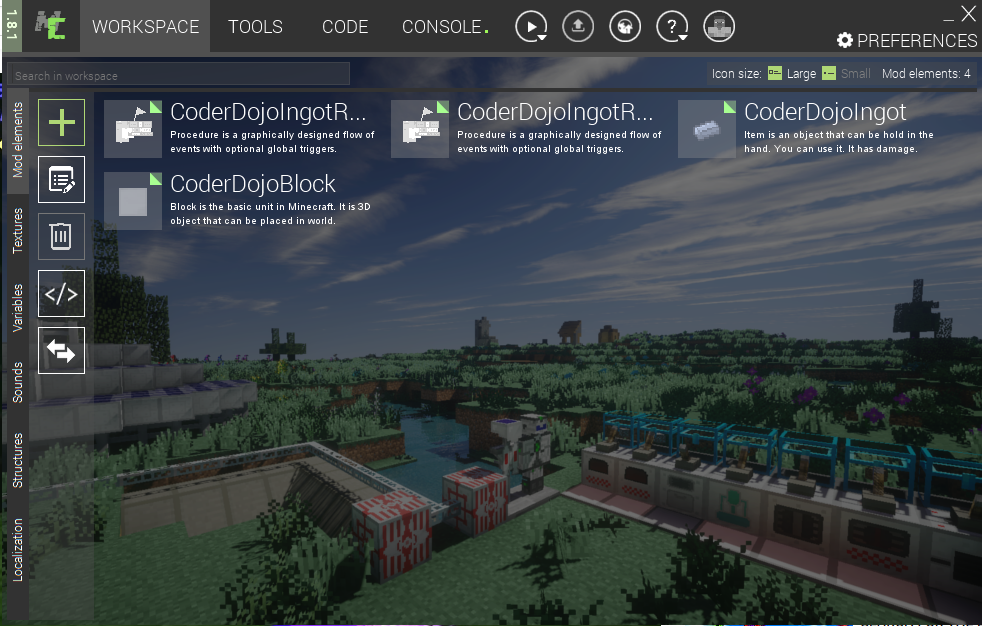 1.8.1
WORKSPACE
TOOLS
CODE
CONSOLE.
?
PREFERENCES
Search in workspace
Icon size:
Large
Small
Mod elements: 4
Mod elements
Textures
Variables
Sounds
Structures
Localization
</>
CoderDojoIngotR...
Procedure is a graphically designed flow of
events with optional global triggers.
CoderDojoIngotR...
Procedure is a graphically designed flow of
events with optional global triggers.
CoderDojoIngot
Item is an object that can be hold in the
hand. You can use it. It has damage.
CoderDojoBlock
Block is the basic unit in Minecraft. It is 3D
object that can be placed in world.